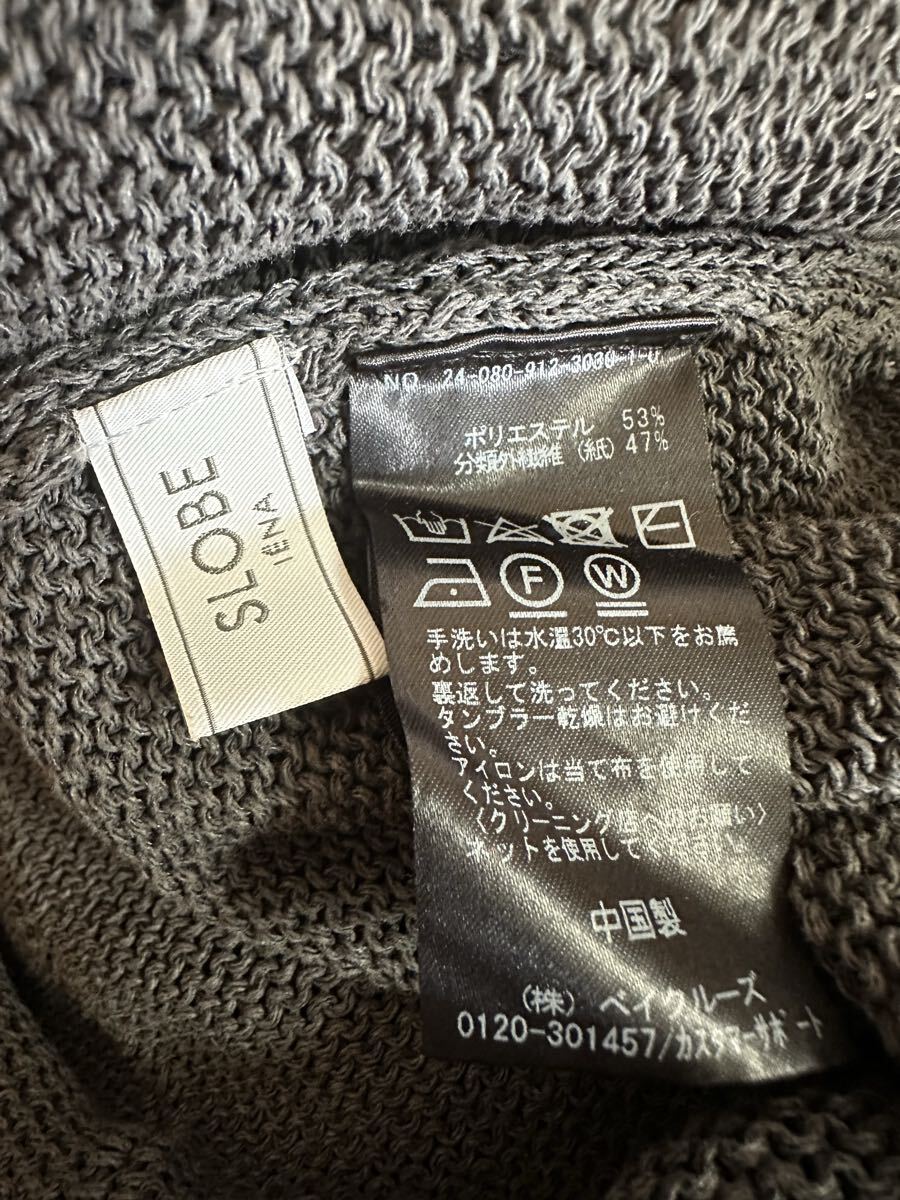 SLOBE
IENA
NO 24-080-912-3030-1-0
ポリエステル 53%
分類外繊維 (紙) 47%
F W
手洗いは水温30℃以下をお薦
めします。
裏返して洗ってください。
タンブラー乾燥はお避けくだ
さい。
アイロンは当て布を使用して
ください。
〈クリーニング店へのお願い〉
ネットを使用してください。
中国製
(株) ベイクルーズ
0120-301457/カスタマーサポート